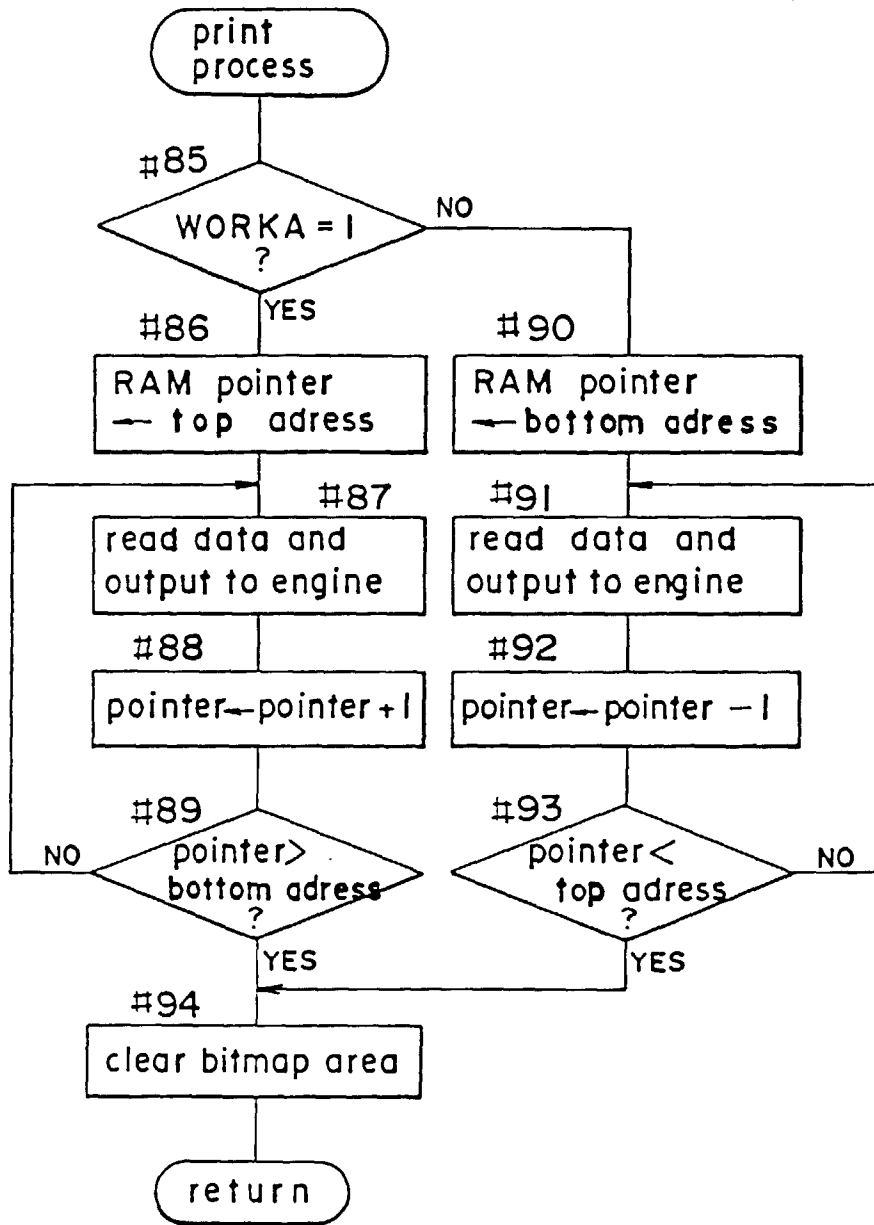 print
process
#85
WORKA = 1
?
NO
YES
#86
RAM pointer
← top adress
#90
RAM pointer
← bottom adress
#87
read data and
output to engine
#91
read data and
output to engine
#88
pointer ← pointer + 1
#92
pointer ← pointer - 1
#89
pointer >
bottom adress
?
NO
YES
#93
pointer <
top adress
?
NO
YES
#94
clear bitmap area
return